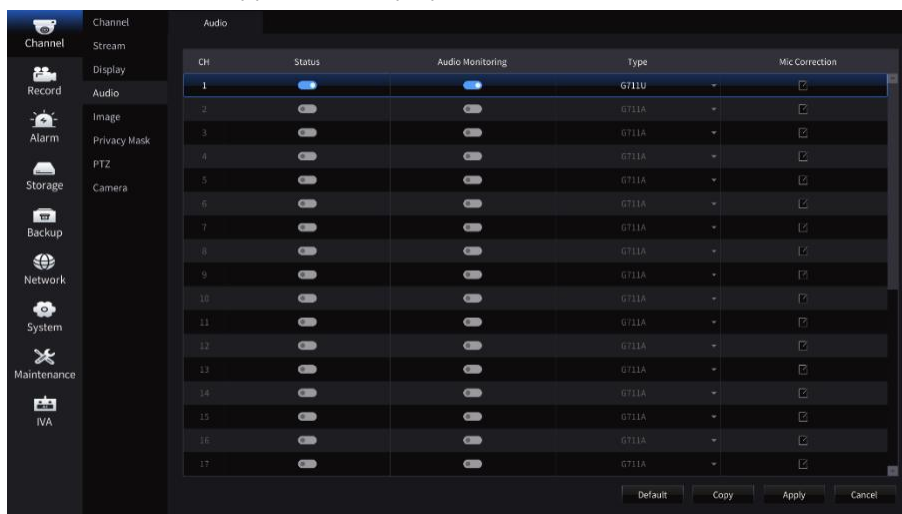 Channel
Record
Alarm
Storage
Backup
Network
System
Maintenance
IVA
Channel
Stream
Display
Audio
Image
Privacy Mask
PTZ
Camera
Audio
CH Status Audio Monitoring Type Mic Correction
1 G711U
2 G711A
3 G711A
4 G711A
5 G711A
6 G711A
7 G711A
8 G711A
9 G711A
10 G711A
11 G711A
12 G711A
13 G711A
14 G711A
15 G711A
16 G711A
17 G711A
Default Copy Apply Cancel